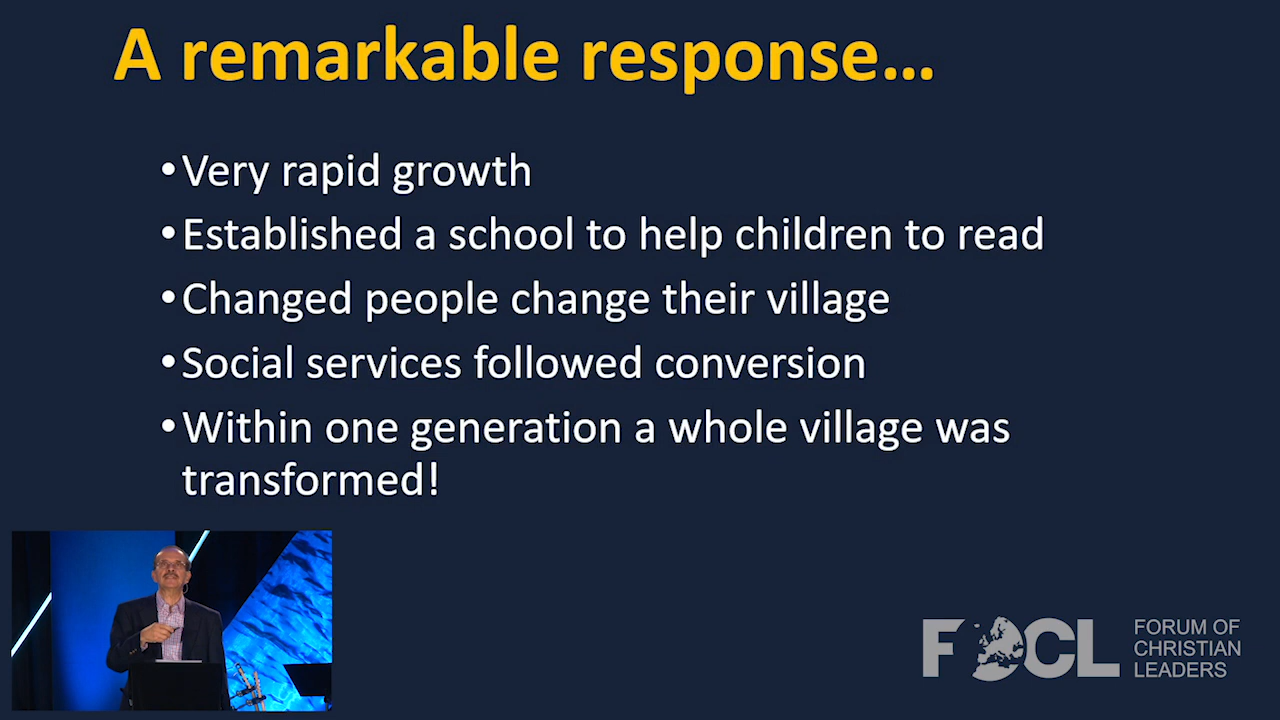 A remarkable response...
•Very rapid growth
•Established a school to help children to read
•Changed people change their village
•Social services followed conversion
•Within one generation a whole village was
transformed!
FOCL
FORUM OF
CHRISTIAN
LEADERS